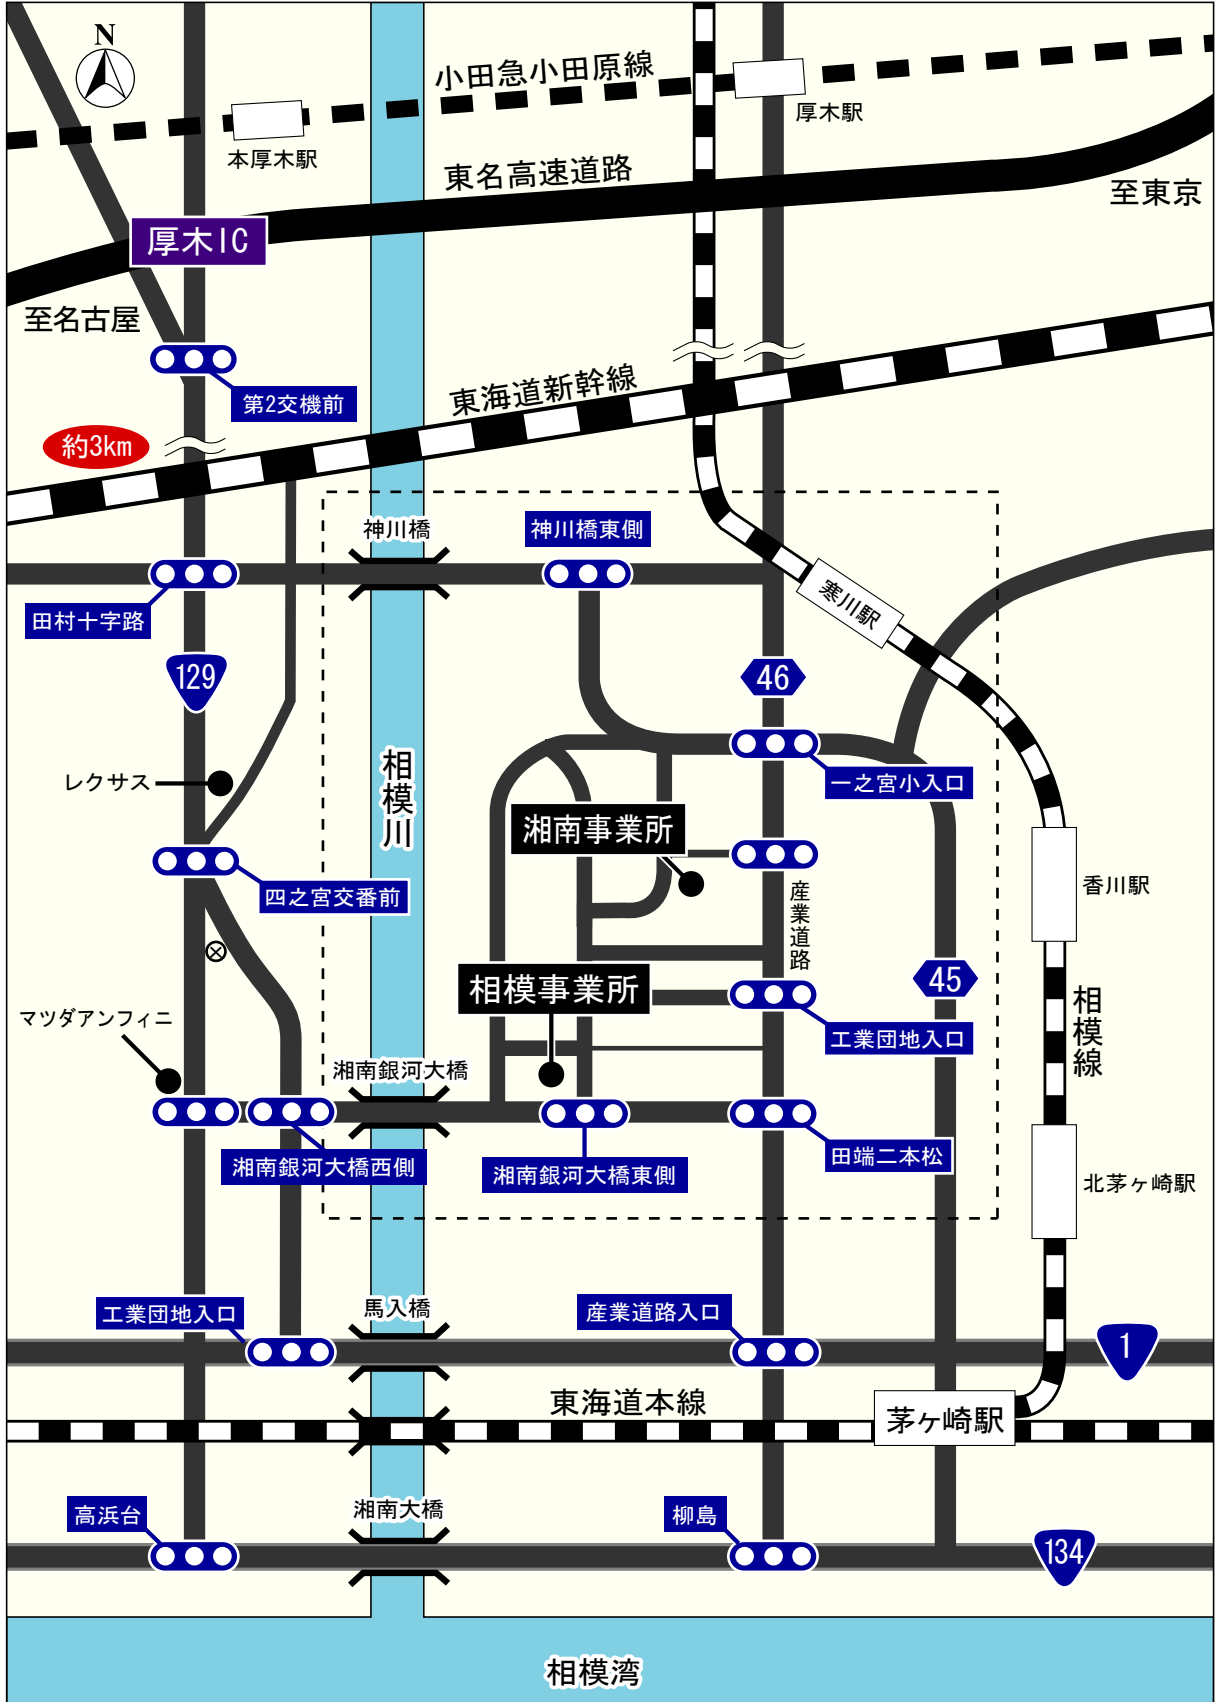 N
小田急小田原線
厚木駅
本厚木駅
東名高速道路
至東京
厚木IC
至名古屋
第2交機前
東海道新幹線
約3km
神川橋
神川橋東側
寒川駅
田村十字路
129
46
相模川
レクサス
一之宮小入口
湘南事業所
四之宮交番前
産業道路
香川駅
相模事業所
45
相模線
マツダアンフィニ
工業団地入口
湘南銀河大橋
湘南銀河大橋西側
湘南銀河大橋東側
田端二本松
北茅ヶ崎駅
工業団地入口
馬入橋
産業道路入口
1
東海道本線
茅ヶ崎駅
高浜台
湘南大橋
柳島
134
相模湾